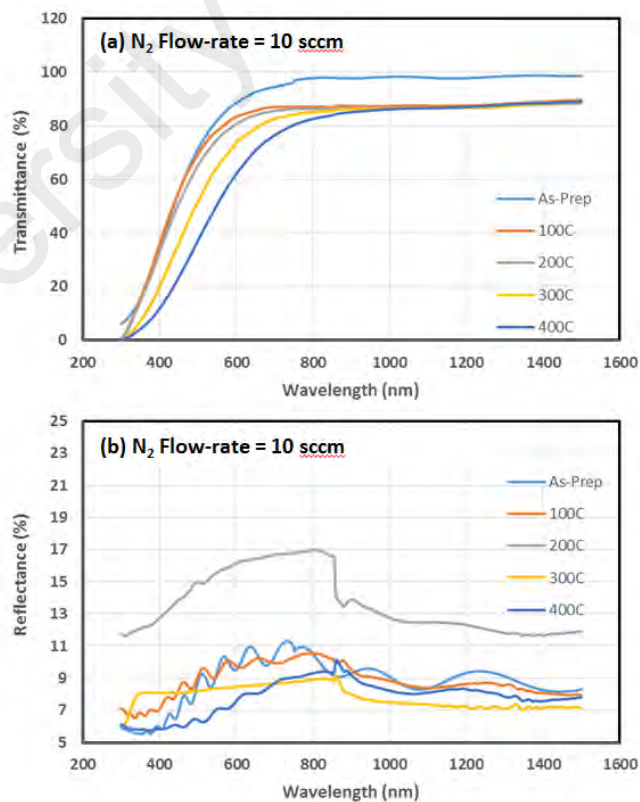 120
(a) N₂ Flow-rate = 10 sccm
100
80
60
40
20
0
Transmittance (%)
As-Prep
100C
200C
300C
400C
200 400 600 800 1000 1200 1400 1600
Wavelength (nm)
25
(b) N₂ Flow-rate = 10 sccm
23
21
19
17
15
13
11
9
7
5
Reflectance (%)
As-Prep
100C
200C
300C
400C
200 400 600 800 1000 1200 1400 1600
Wavelength (nm)